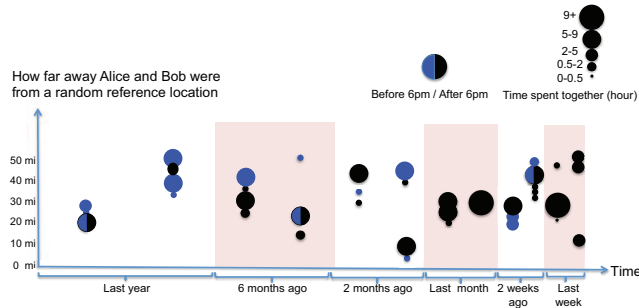 9+
5-9
2-5
0.5-2
0-0.5
How far away Alice and Bob were
from a random reference location
Before 6pm / After 6pm
Time spent together (hour)
50 mi
40 mi
30 mi
20 mi
10 mi
0 mi
Time
Last year
6 months ago
2 months ago
Last month
2 weeks
ago
Last
week